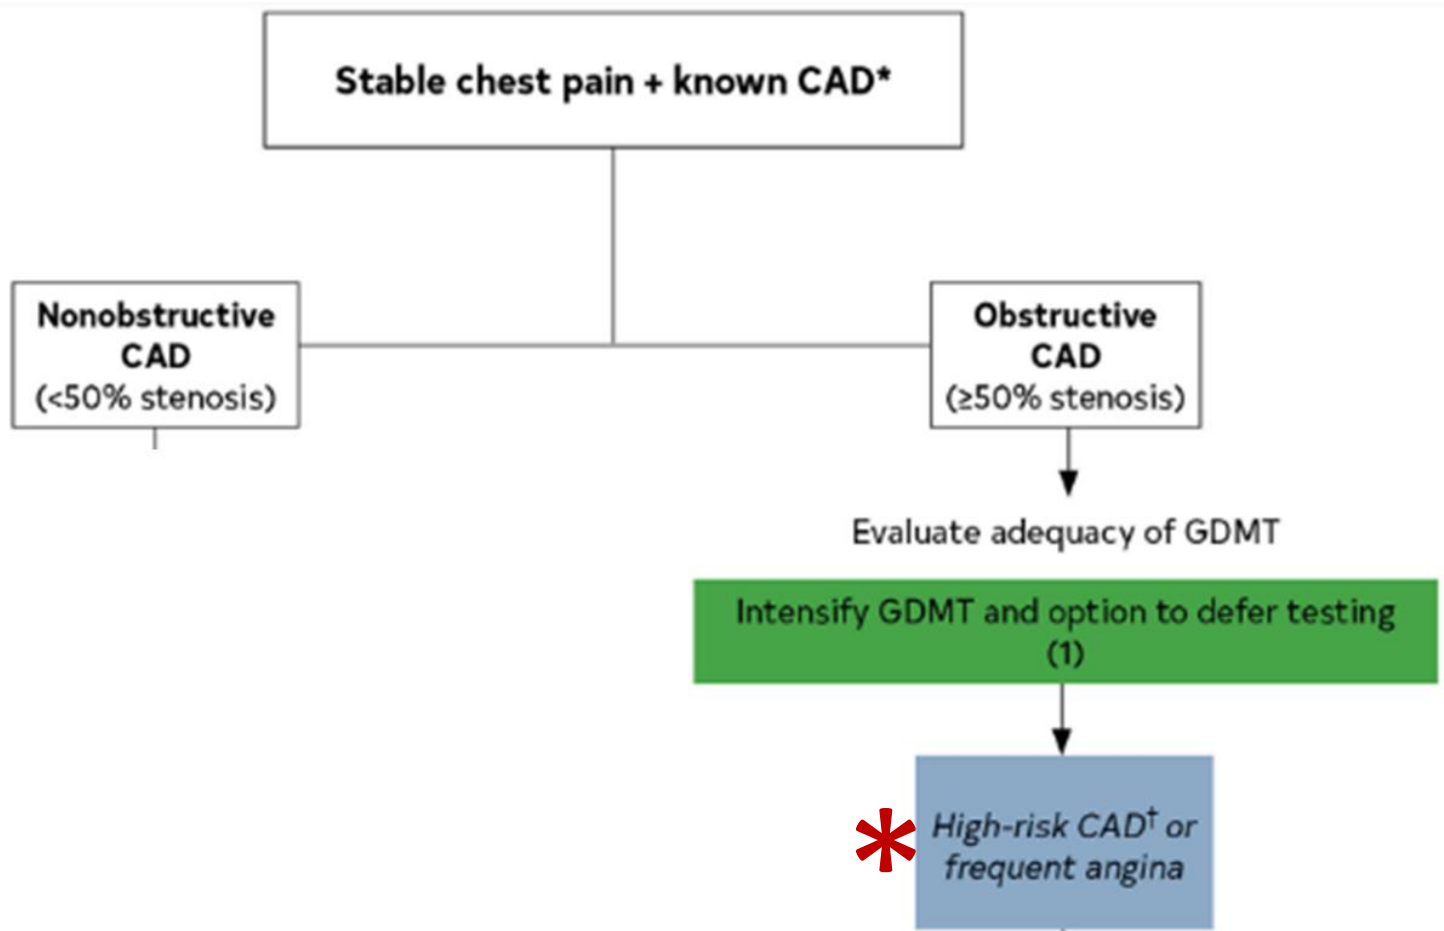 Stable chest pain + known CAD*
Nonobstructive
CAD
(<50% stenosis)
Obstructive
CAD
(≥50% stenosis)
Evaluate adequacy of GDMT
Intensify GDMT and option to defer testing
(1)
*
High-risk CAD† or
frequent angina